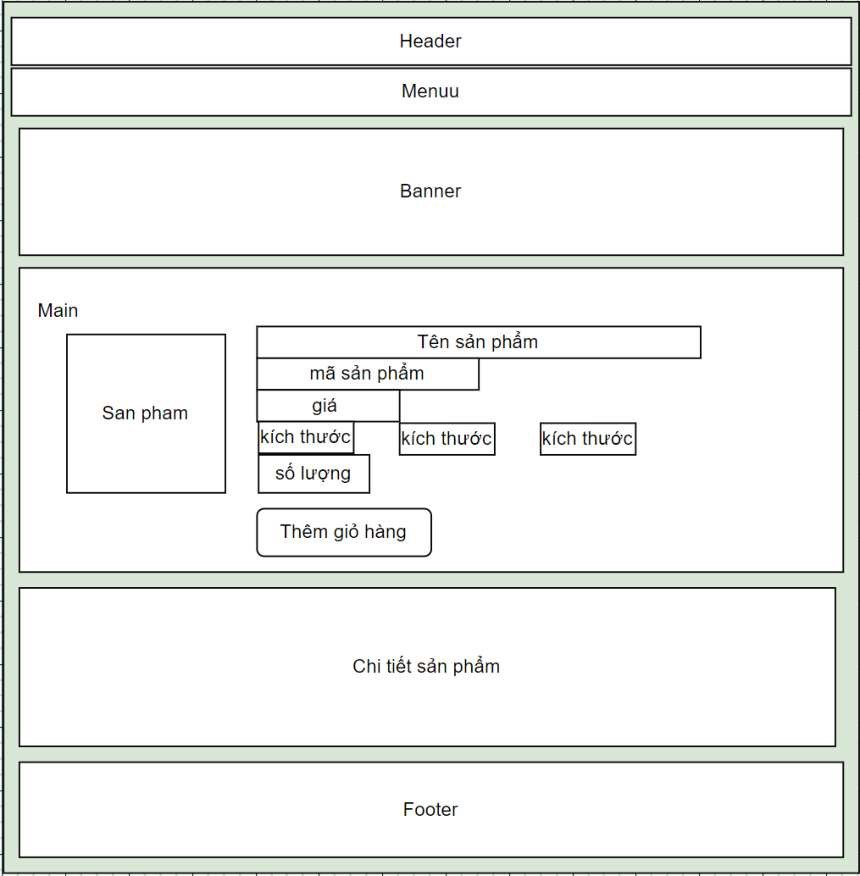 Header
Menuu
Banner
Main
San pham
Tên sản phẩm
mã sản phẩm
giá
kích thước
kích thước
kích thước
số lượng
Thêm giỏ hàng
Chi tiết sản phẩm
Footer